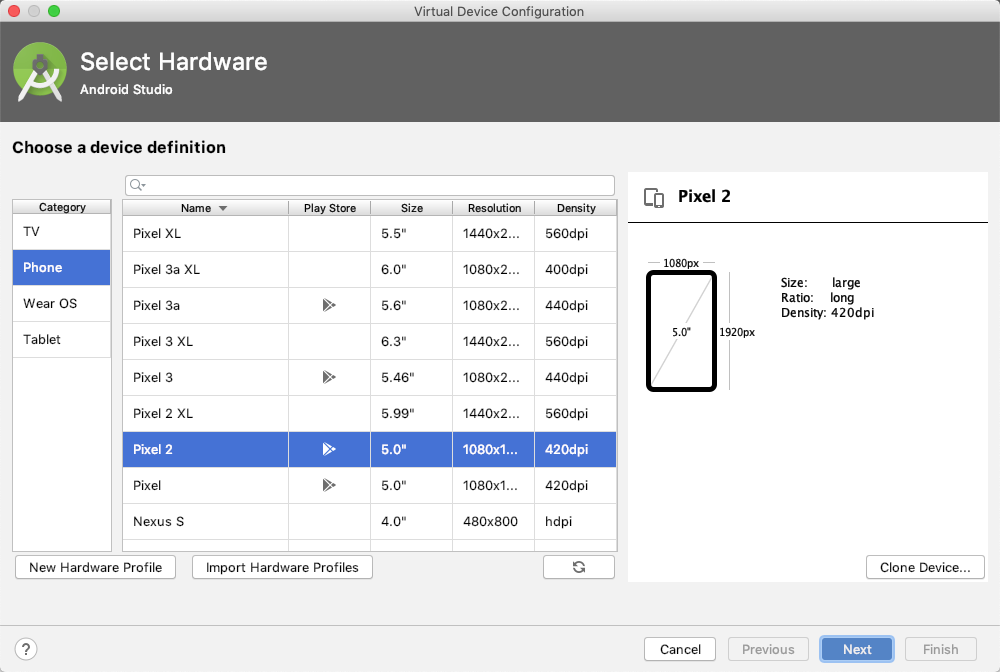 Virtual Device Configuration
Select Hardware
Android Studio
Choose a device definition
Category
TV
Phone
Wear OS
Tablet
Name Play Store Size Resolution Density
Pixel XL 5.5" 1440x2... 560dpi
Pixel 3a XL 6.0" 1080x2... 400dpi
Pixel 3a 5.6" 1080x2... 440dpi
Pixel 3 XL 6.3" 1440x2... 560dpi
Pixel 3 5.46" 1080x2... 440dpi
Pixel 2 XL 5.99" 1440x2... 560dpi
Pixel 2 5.0" 1080x1... 420dpi
Pixel 5.0" 1080x1... 420dpi
Nexus S 4.0" 480x800 hdpi
New Hardware Profile Import Hardware Profiles
Pixel 2
1080px
5.0"
1920px
Size: large
Ratio: long
Density: 420dpi
Clone Device...
? Cancel Previous Next Finish